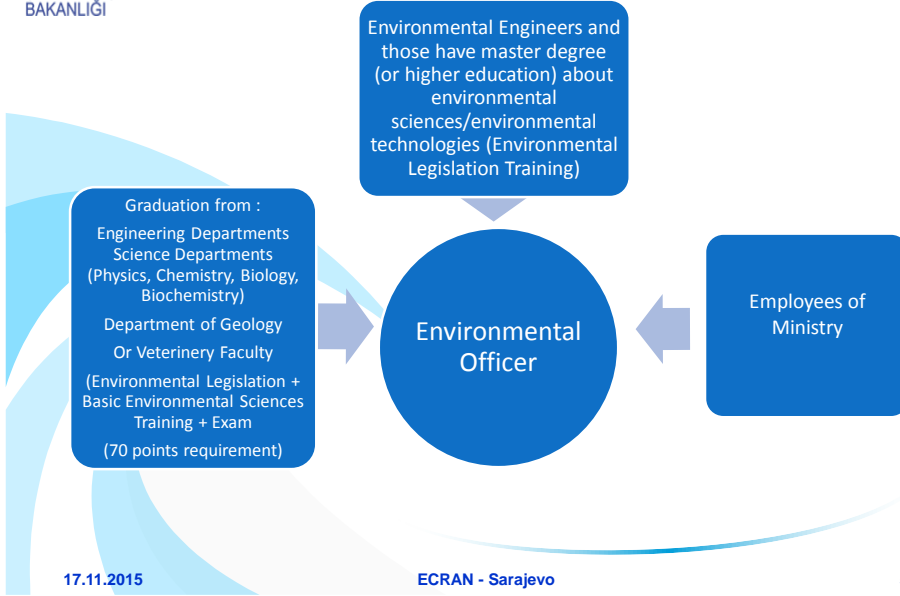 BAKANLIĞI
Environmental Engineers and
those have master degree
(or higher education) about
environmental
sciences/environmental
technologies (Environmental
Legislation Training)
Graduation from :
Engineering Departments
Science Departments
(Physics, Chemistry, Biology,
Biochemistry)
Department of Geology
Or Veterinery Faculty
(Environmental Legislation +
Basic Environmental Sciences
Training + Exam
(70 points requirement)
Environmental
Officer
Employees of
Ministry
17.11.2015
ECRAN - Sarajevo